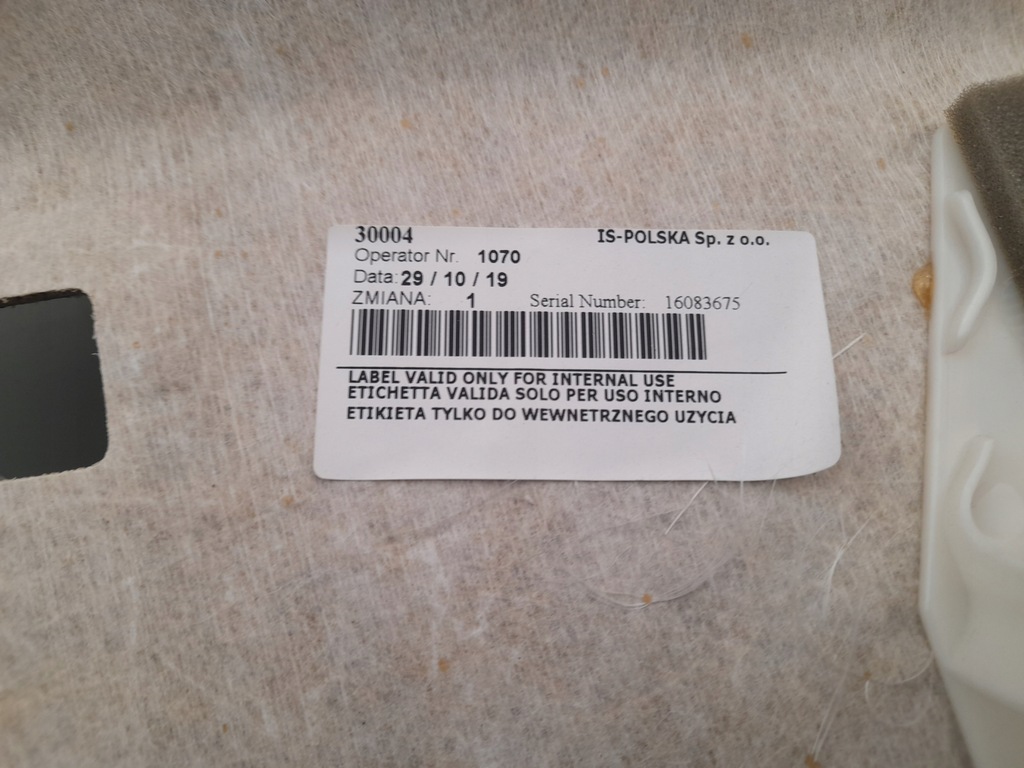 30004 IS-POLSKA Sp. z o.o.
Operator Nr. 1070
Data: 29 / 10 / 19
ZMIANA: 1 Serial Number: 16083675
LABEL VALID ONLY FOR INTERNAL USE
ETICHETTA VALIDA SOLO PER USO INTERNO
ETIKIETA TYLKO DO WEWNETRZNEGO UZYCIA